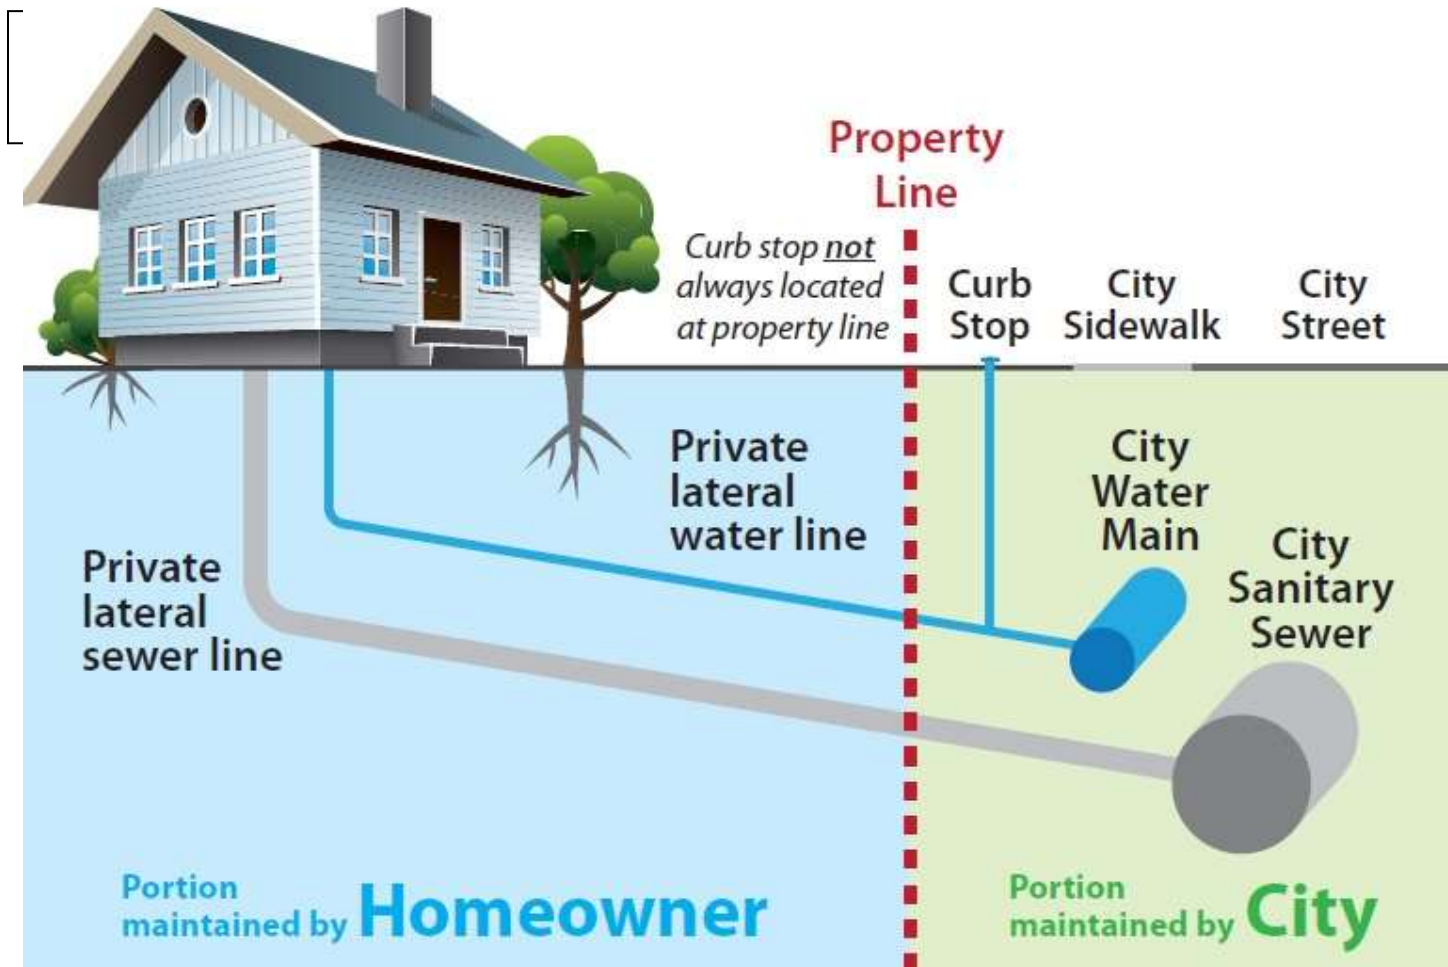 Property
Line
Curb stop not
always located
at property line
Curb
Stop
City
Sidewalk
City
Street
Private
lateral
water line
City
Water
Main
Private
lateral
sewer line
City
Sanitary
Sewer
Portion
maintained by Homeowner
Portion
maintained by City